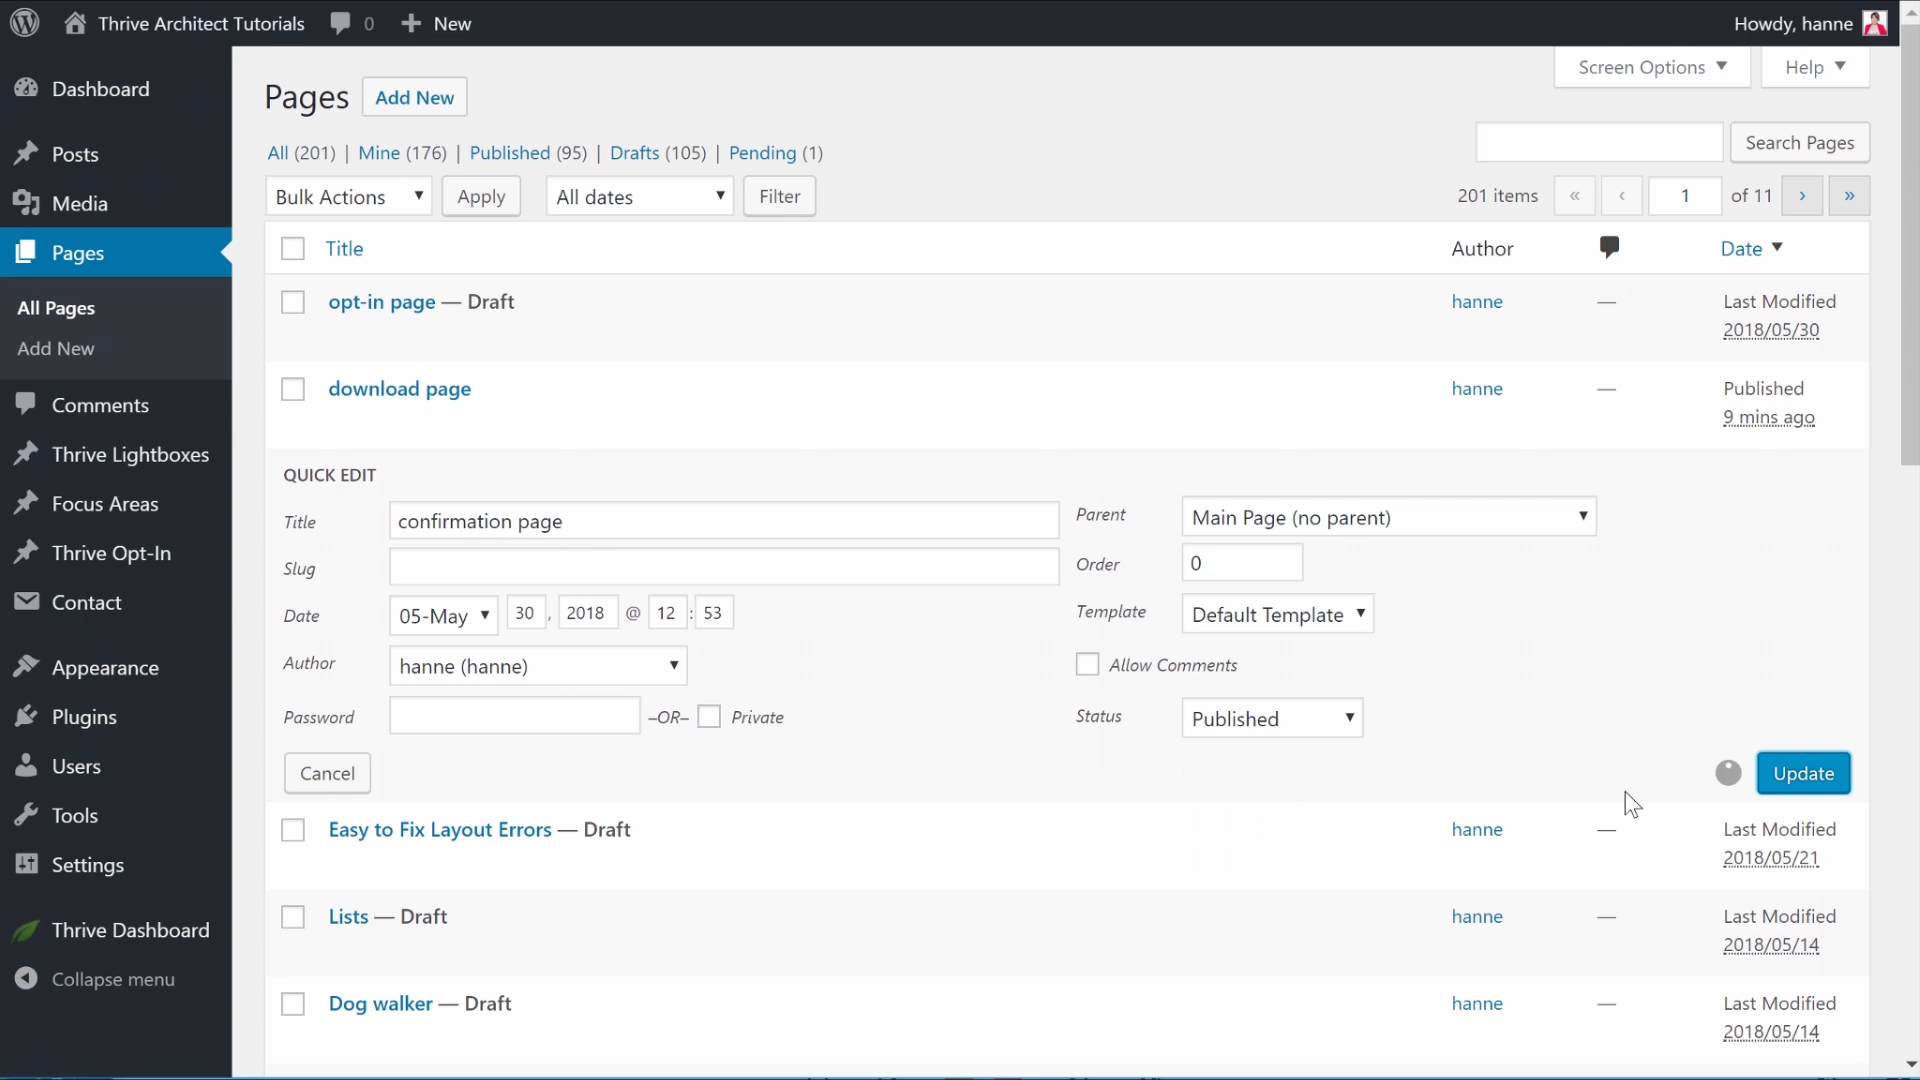 Thrive Architect Tutorials 0 New Howdy, hanne
Screen Options Help
Dashboard
Posts
Media
Pages
All Pages
Add New
Comments
Thrive Lightboxes
Focus Areas
Thrive Opt-In
Contact
Appearance
Plugins
Users
Tools
Settings
Thrive Dashboard
Collapse menu
Pages Add New
All (201) | Mine (176) | Published (95) | Drafts (105) | Pending (1)
Search Pages
Bulk Actions Apply All dates Filter
201 items « ‹ 1 of 11 › »
Title Author Date
opt-in page — Draft hanne — Last Modified
2018/05/30
download page hanne — Published
9 mins ago
QUICK EDIT
Title confirmation page
Slug
Date 05-May 30 , 2018 @ 12 : 53
Author hanne (hanne)
Password –OR– Private
Parent Main Page (no parent)
Order 0
Template Default Template
Allow Comments
Status Published
Cancel Update
Easy to Fix Layout Errors — Draft hanne — Last Modified
2018/05/21
Lists — Draft hanne — Last Modified
2018/05/14
Dog walker — Draft hanne — Last Modified
2018/05/14